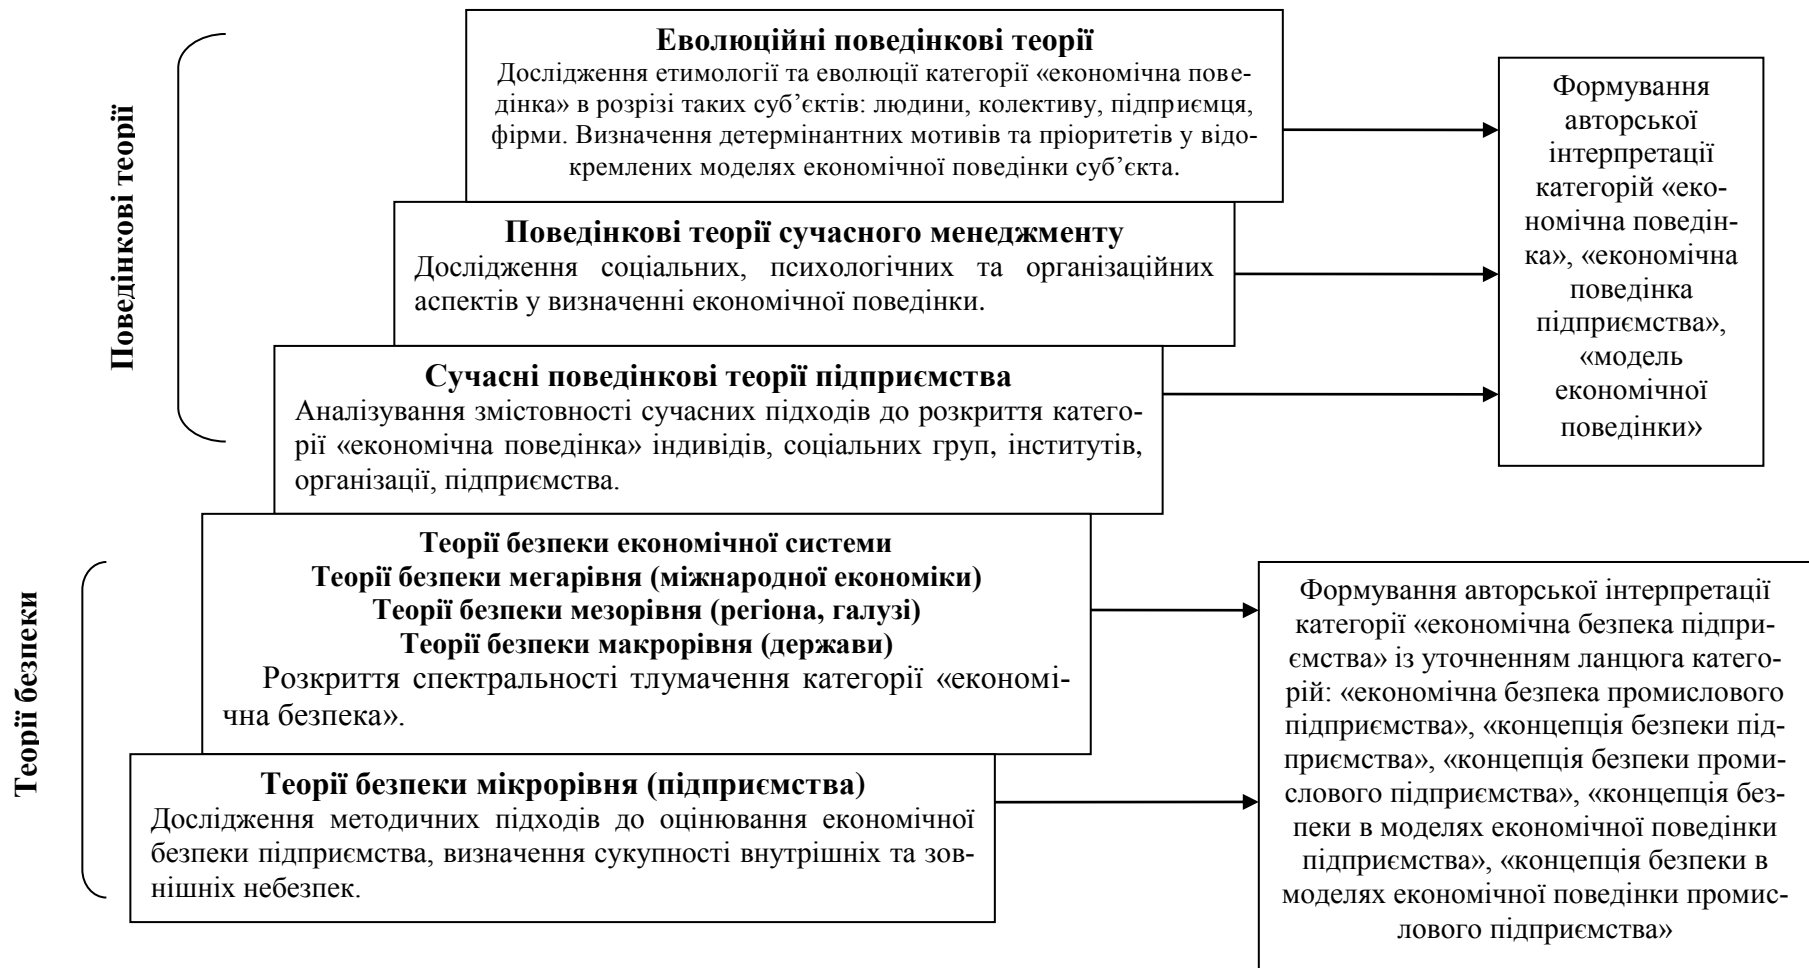 Поведінкові теорії
Еволюційні поведінкові теорії
Дослідження етимології та еволюції категорії «економічна пове-
дінка» в розрізі таких суб’єктів: людини, колективу, підприємця,
фірми. Визначення детермінантних мотивів та пріоритетів у відо-
кремлених моделях економічної поведінки суб’єкта.
Поведінкові теорії сучасного менеджменту
Дослідження соціальних, психологічних та організаційних
аспектів у визначенні економічної поведінки.
Сучасні поведінкові теорії підприємства
Аналізування змістовності сучасних підходів до розкриття катего-
рії «економічна поведінка» індивідів, соціальних груп, інститутів,
організації, підприємства.
Формування
авторської
інтерпретації
категорій «еко-
номічна поведін-
ка», «економічна
поведінка
підприємства»,
«модель
економічної
поведінки»
Теорії безпеки
Теорії безпеки економічної системи
Теорії безпеки мегарівня (міжнародної економіки)
Теорії безпеки мезорівня (регіона, галузі)
Теорії безпеки макрорівня (держави)
Розкриття спектральності тлумачення категорії «економі-
чна безпека».
Теорії безпеки мікрорівня (підприємства)
Дослідження методичних підходів до оцінювання економічної
безпеки підприємства, визначення сукупності внутрішніх та зов-
нішніх небезпек.
Формування авторської інтерпретації
категорії «економічна безпека підпри-
ємства» із уточненням ланцюга катего-
рій: «економічна безпека промислового
підприємства», «концепція безпеки під-
приємства», «концепція безпеки проми-
слового підприємства», «концепція без-
пеки в моделях економічної поведінки
підприємства», «концепція безпеки в
моделях економічної поведінки промис-
лового підприємства»